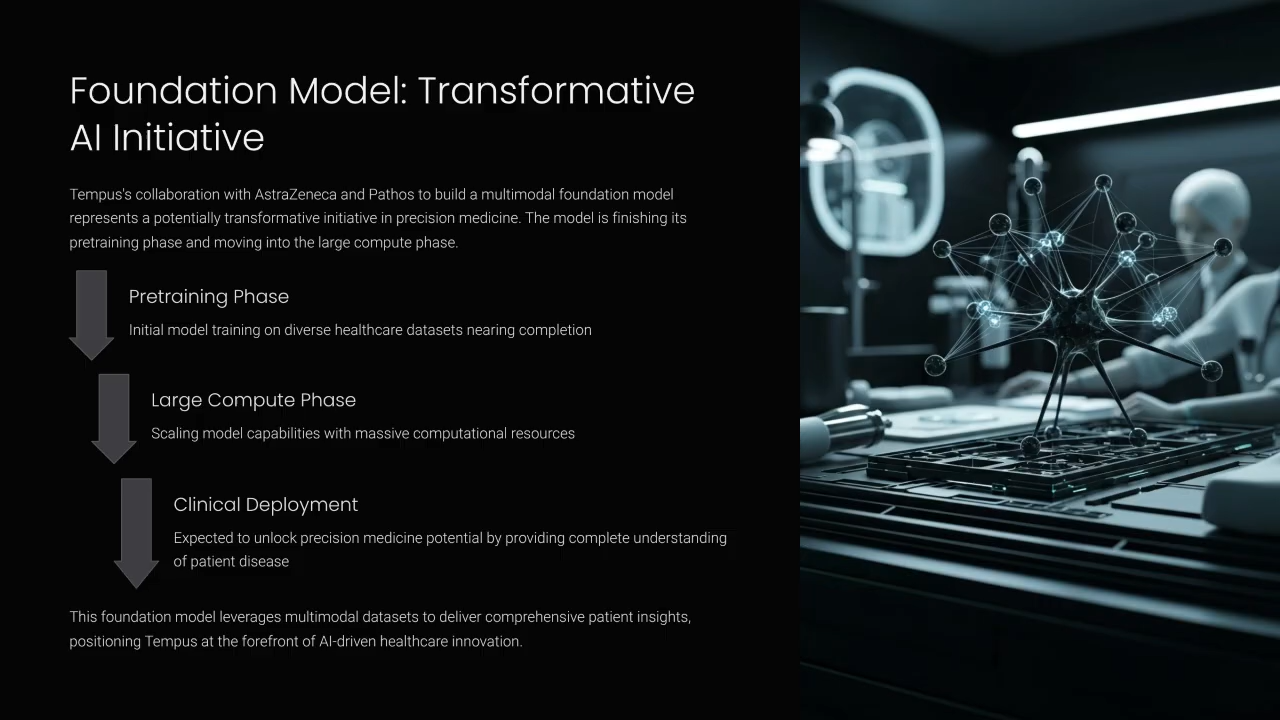 Foundation Model: Transformative
AI Initiative
Tempus's collaboration with AstraZeneca and Pathos to build a multimodal foundation model
represents a potentially transformative initiative in precision medicine. The model is finishing its
pretraining phase and moving into the large compute phase.
Pretraining Phase
Initial model training on diverse healthcare datasets nearing completion
Large Compute Phase
Scaling model capabilities with massive computational resources
Clinical Deployment
Expected to unlock precision medicine potential by providing complete understanding
of patient disease
This foundation model leverages multimodal datasets to deliver comprehensive patient insights,
positioning Tempus at the forefront of AI-driven healthcare innovation.